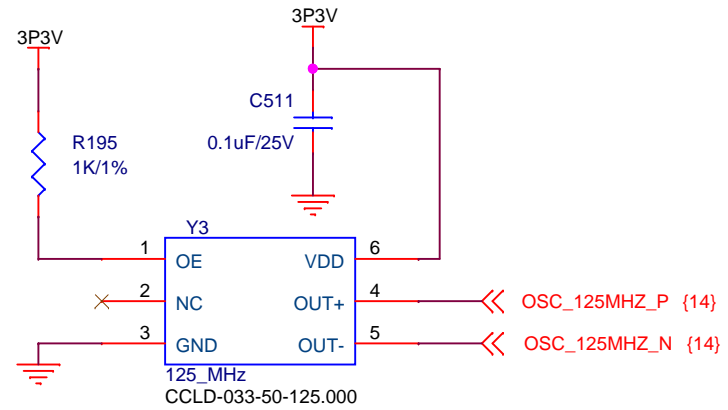 3P3V
3P3V
C511
0.1uF/25V
R195
1K/1%
Y3
1 OE VDD 6
2 NC OUT+ 4 OSC_125MHZ_P {14}
3 GND OUT- 5 OSC_125MHZ_N {14}
125_MHz
CCLD-033-50-125.000